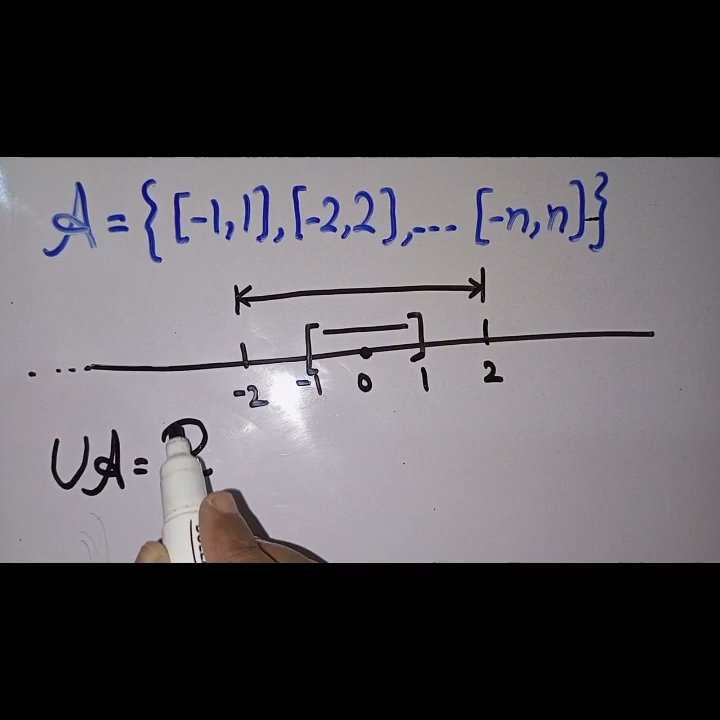 A = {[-1,1],[-2,2],... [-n,n]-}
-2 -1 0 1 2
∪A = R